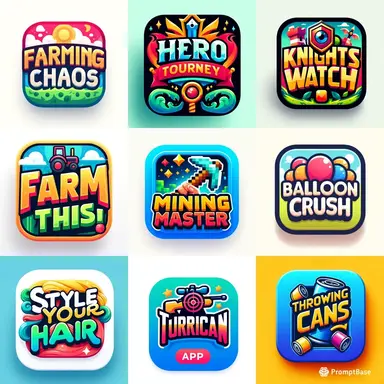 FARMING
CHAOS
HERO
TOURNEY
KNIGHTS
WATCH
FARM
THIS!
MINING
MASTER
BALLOON
CRUSH
STYLE
YOUR
HAIR
TURRICAN
APP
THROWING
CANS
PromptBase